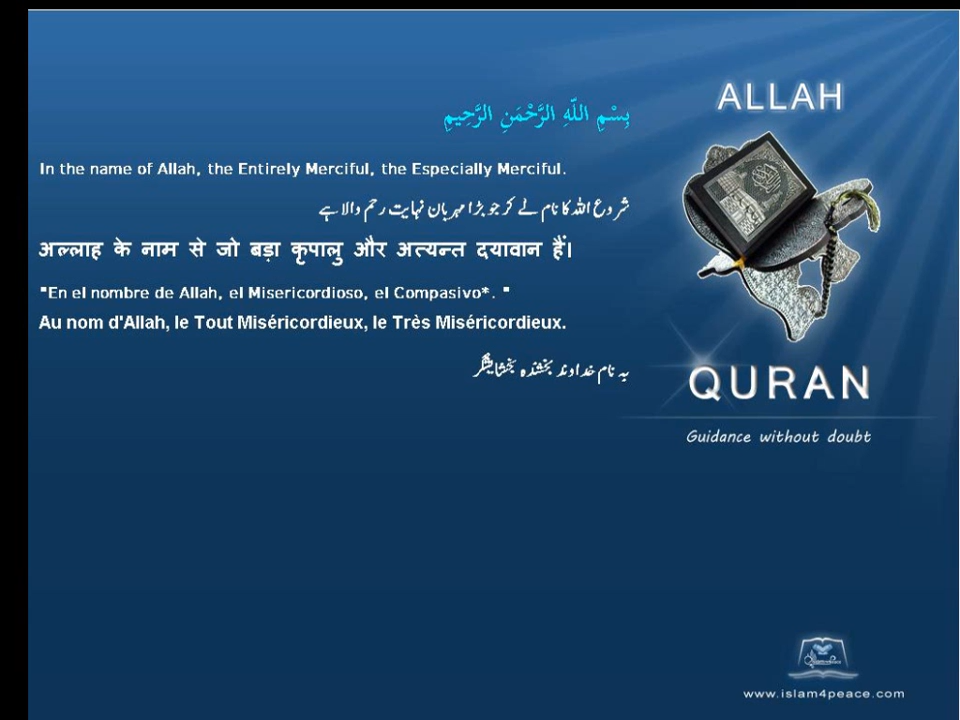 بِسْمِ اللّهِ الرَّحْمَنِ الرَّحِيمِ
In the name of Allah, the Entirely Merciful, the Especially Merciful.
شروع الله کا نام لے کر جو بڑا مہربان نہایت رحم والا ہے
अल्लाह के नाम से जो बड़ा कृपालु और अत्यन्त दयावान हैं।
"En el nombre de Allah, el Misericordioso, el Compasivo*. "
Au nom d'Allah, le Tout Miséricordieux, le Très Miséricordieux.
به نام خداوند بخشنده بخشایشگر
ALLAH
QURAN
Guidance without doubt
www.islam4peace.com